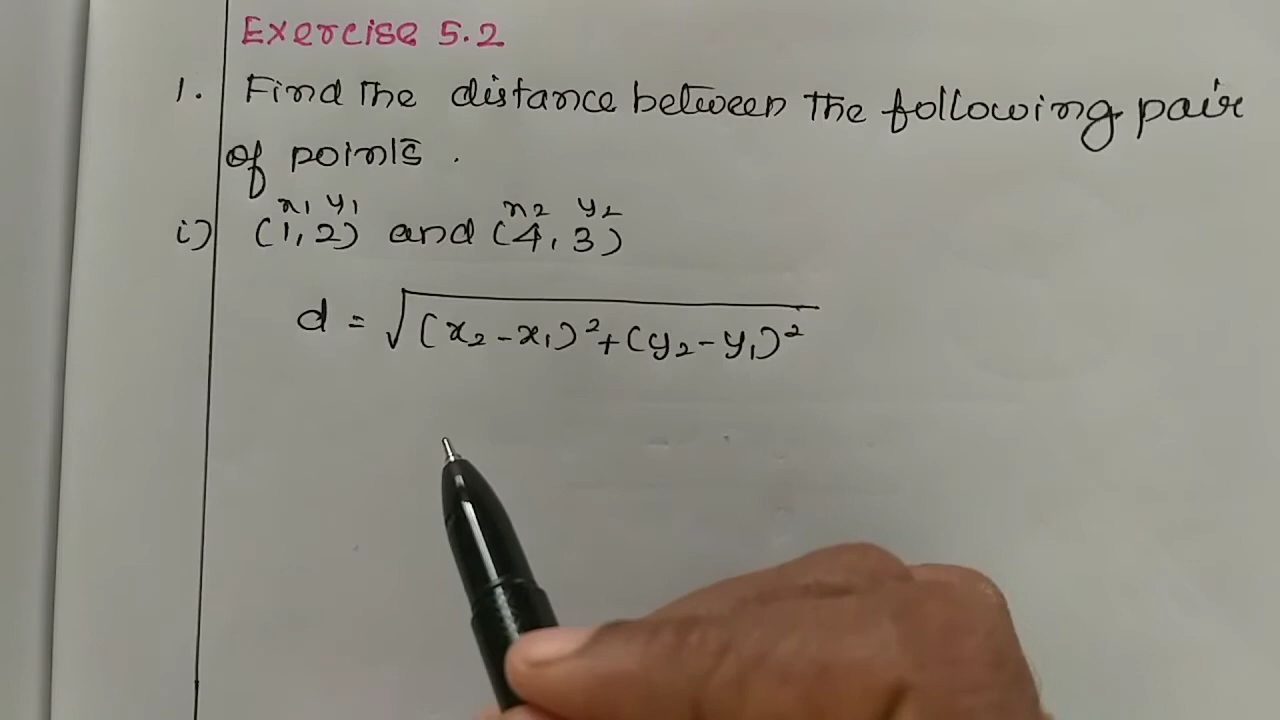 Exercise 5.2
1. Find The distance between The following pair
of points.
x₁ y₁ x₂ y₂
i) (1,2) and (4,3)
d = √(x₂-x₁)²+(y₂-y₁)²